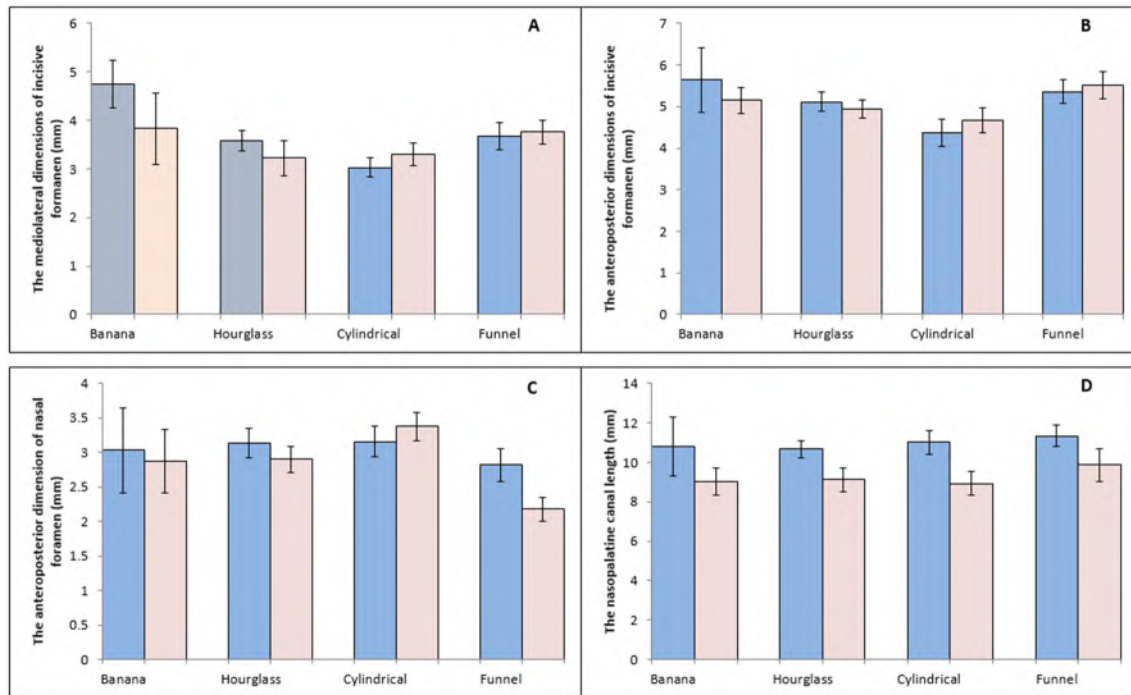 A
The mediolateral dimensions of incisive
formanen (mm)
6
5
4
3
2
1
0
Banana Hourglass Cylindrical Funnel
B
The anteroposterior dimensions of incisive
formanen (mm)
7
6
5
4
3
2
1
0
Banana Hourglass Cylindrical Funnel
C
The anteroposterior dimension of nasal
foramen (mm)
4
3.5
3
2.5
2
1.5
1
0.5
0
Banana Hourglass Cylindrical Funnel
D
The nasopalatine canal length (mm)
14
12
10
8
6
4
2
0
Banana Hourglass Cylindrical Funnel